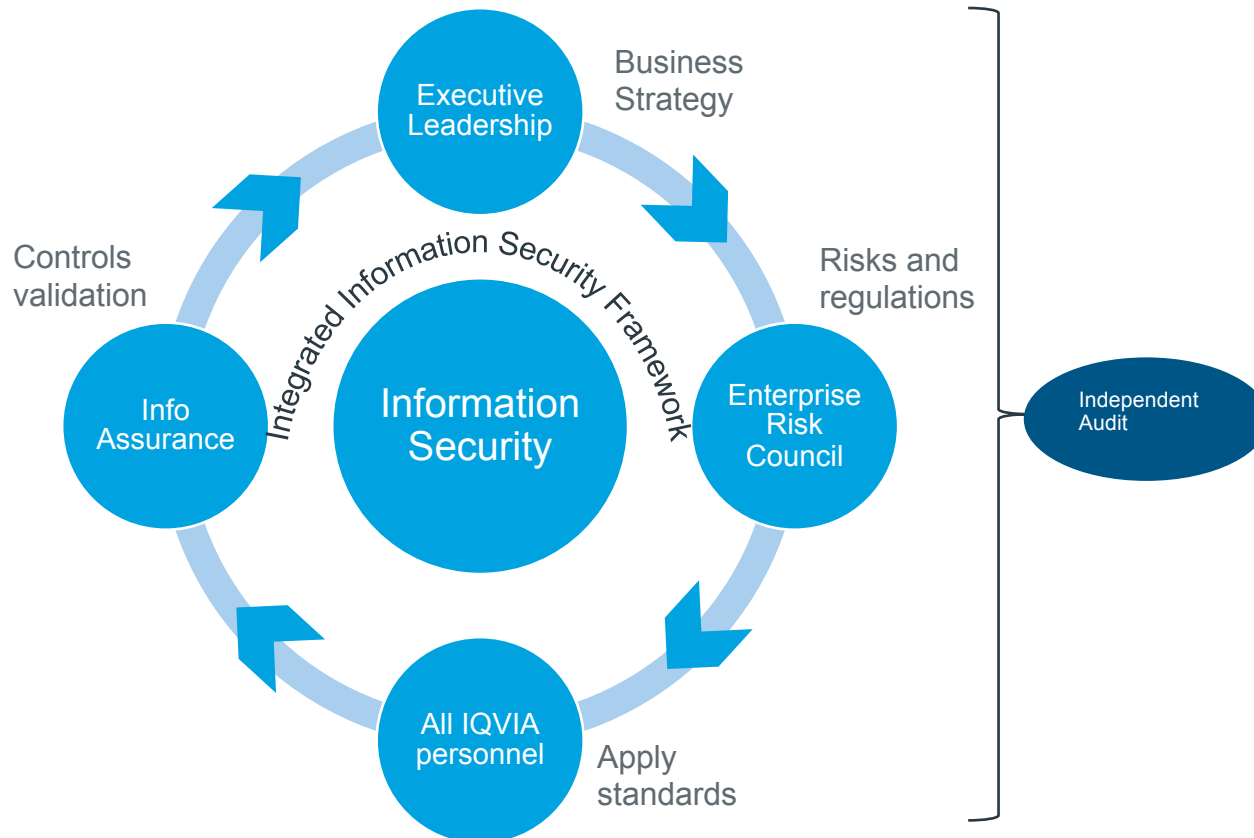 Executive
Leadership
Business
Strategy
Controls
validation
Integrated Information Security Framework
Risks and
regulations
Info
Assurance
Information
Security
Enterprise
Risk
Council
Independent
Audit
All IQVIA
personnel
Apply
standards